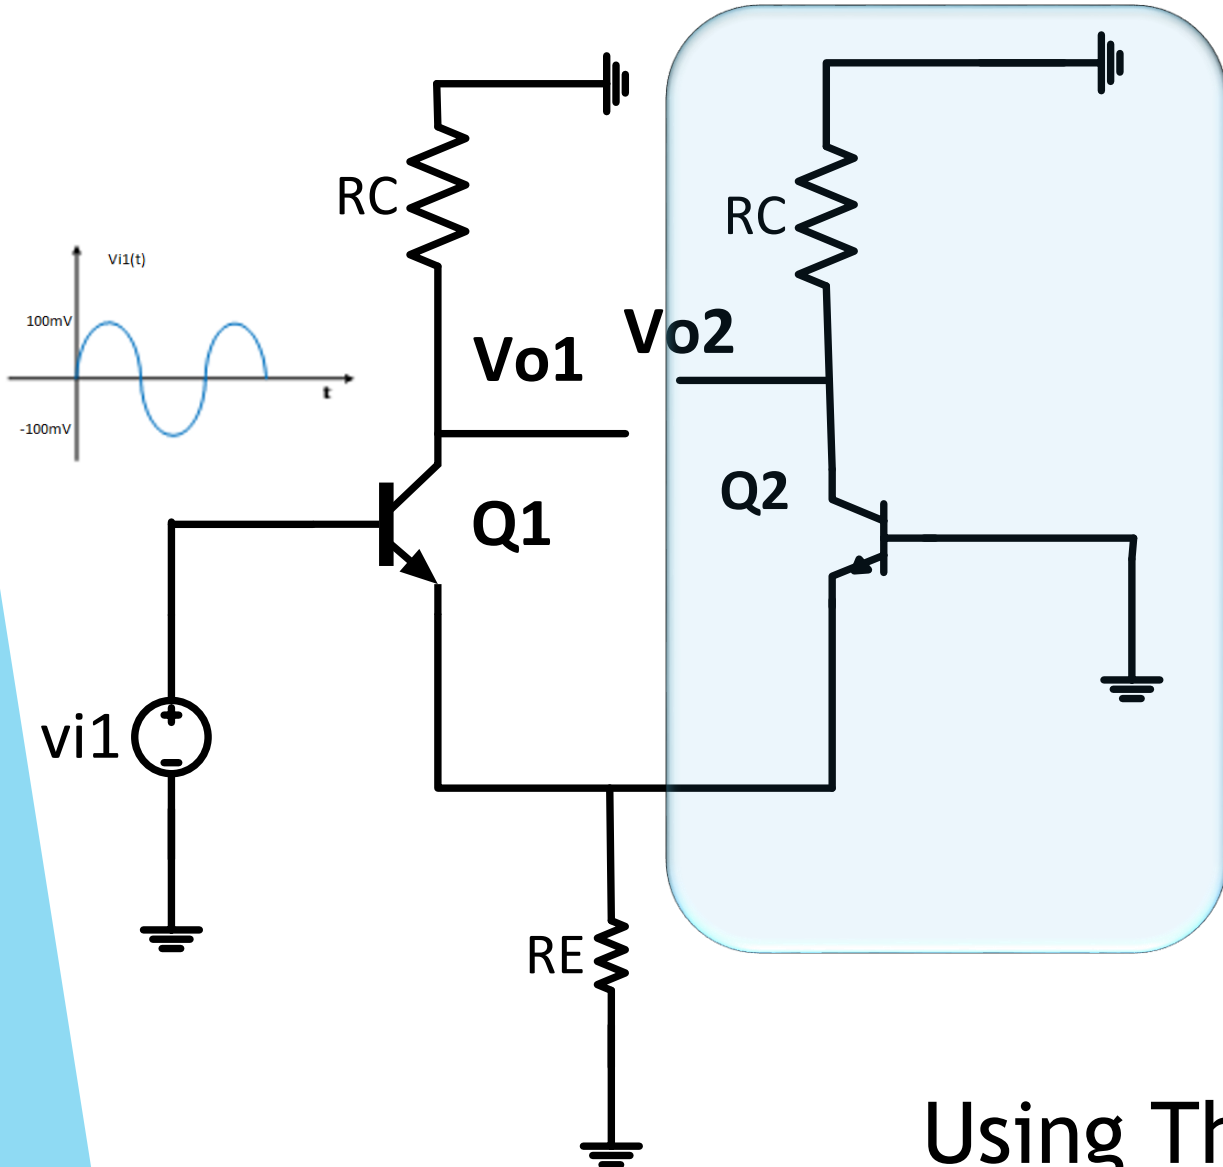 RC
RC
Vi1(t)
100mV
Vo2
Vo1
t
-100mV
Q2
Q1
vi1
RE
Using Th